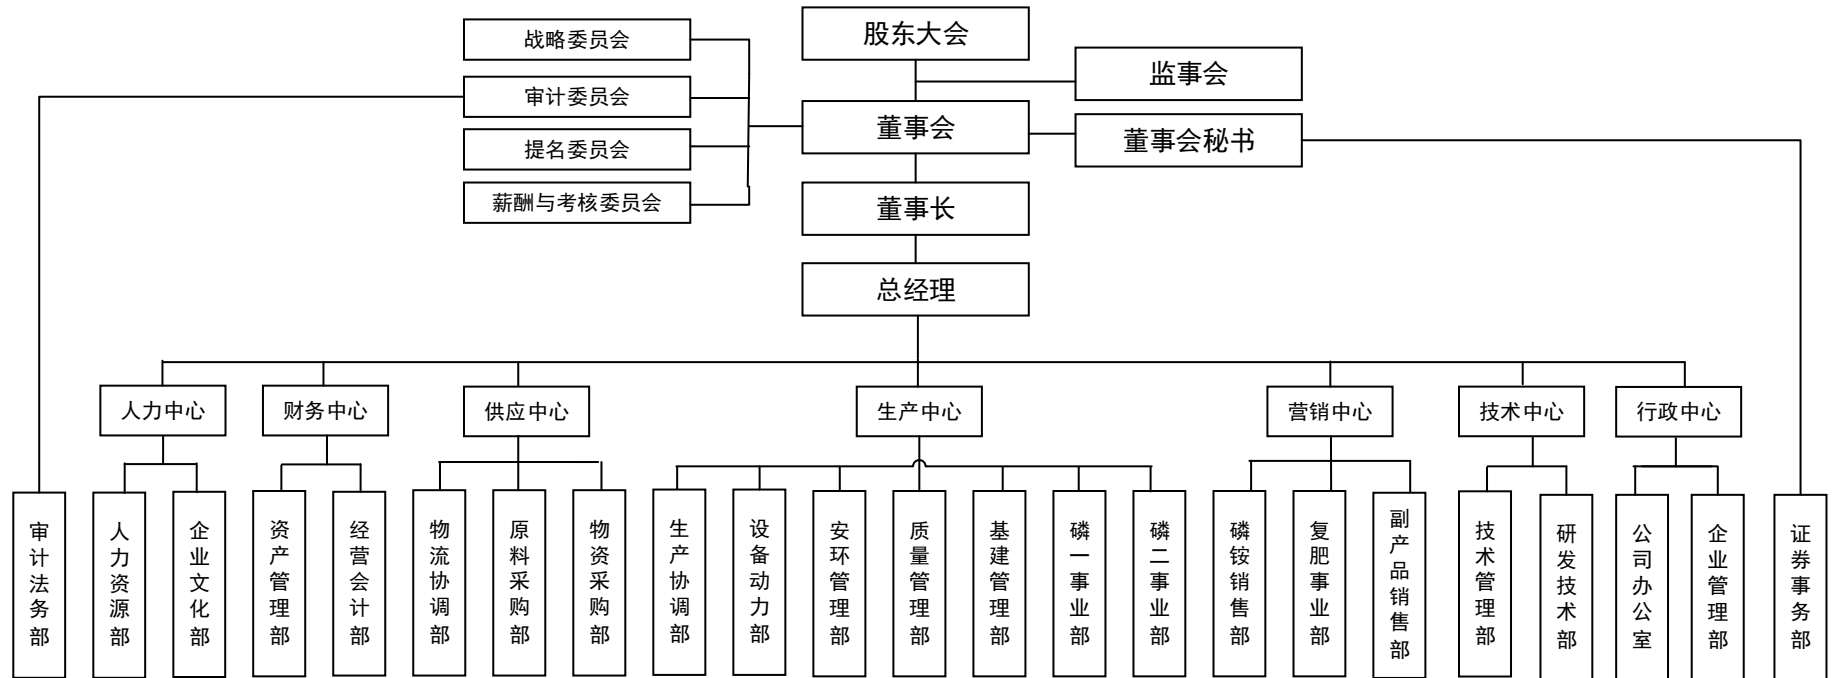 股东大会
战略委员会
监事会
审计委员会
董事会
董事会秘书
提名委员会
薪酬与考核委员会
董事长
总经理
人力中心
财务中心
供应中心
生产中心
营销中心
技术中心
行政中心
审计法务部
人力资源部
企业文化部
资产管理部
经营会计部
物流协调部
原料采购部
物资采购部
生产协调部
设备动力部
安环管理部
质量管理部
基建管理部
磷一事业部
磷二事业部
磷铵销售部
复肥事业部
副产品销售部
技术管理部
研发技术部
公司办公室
企业管理部
证券事务部